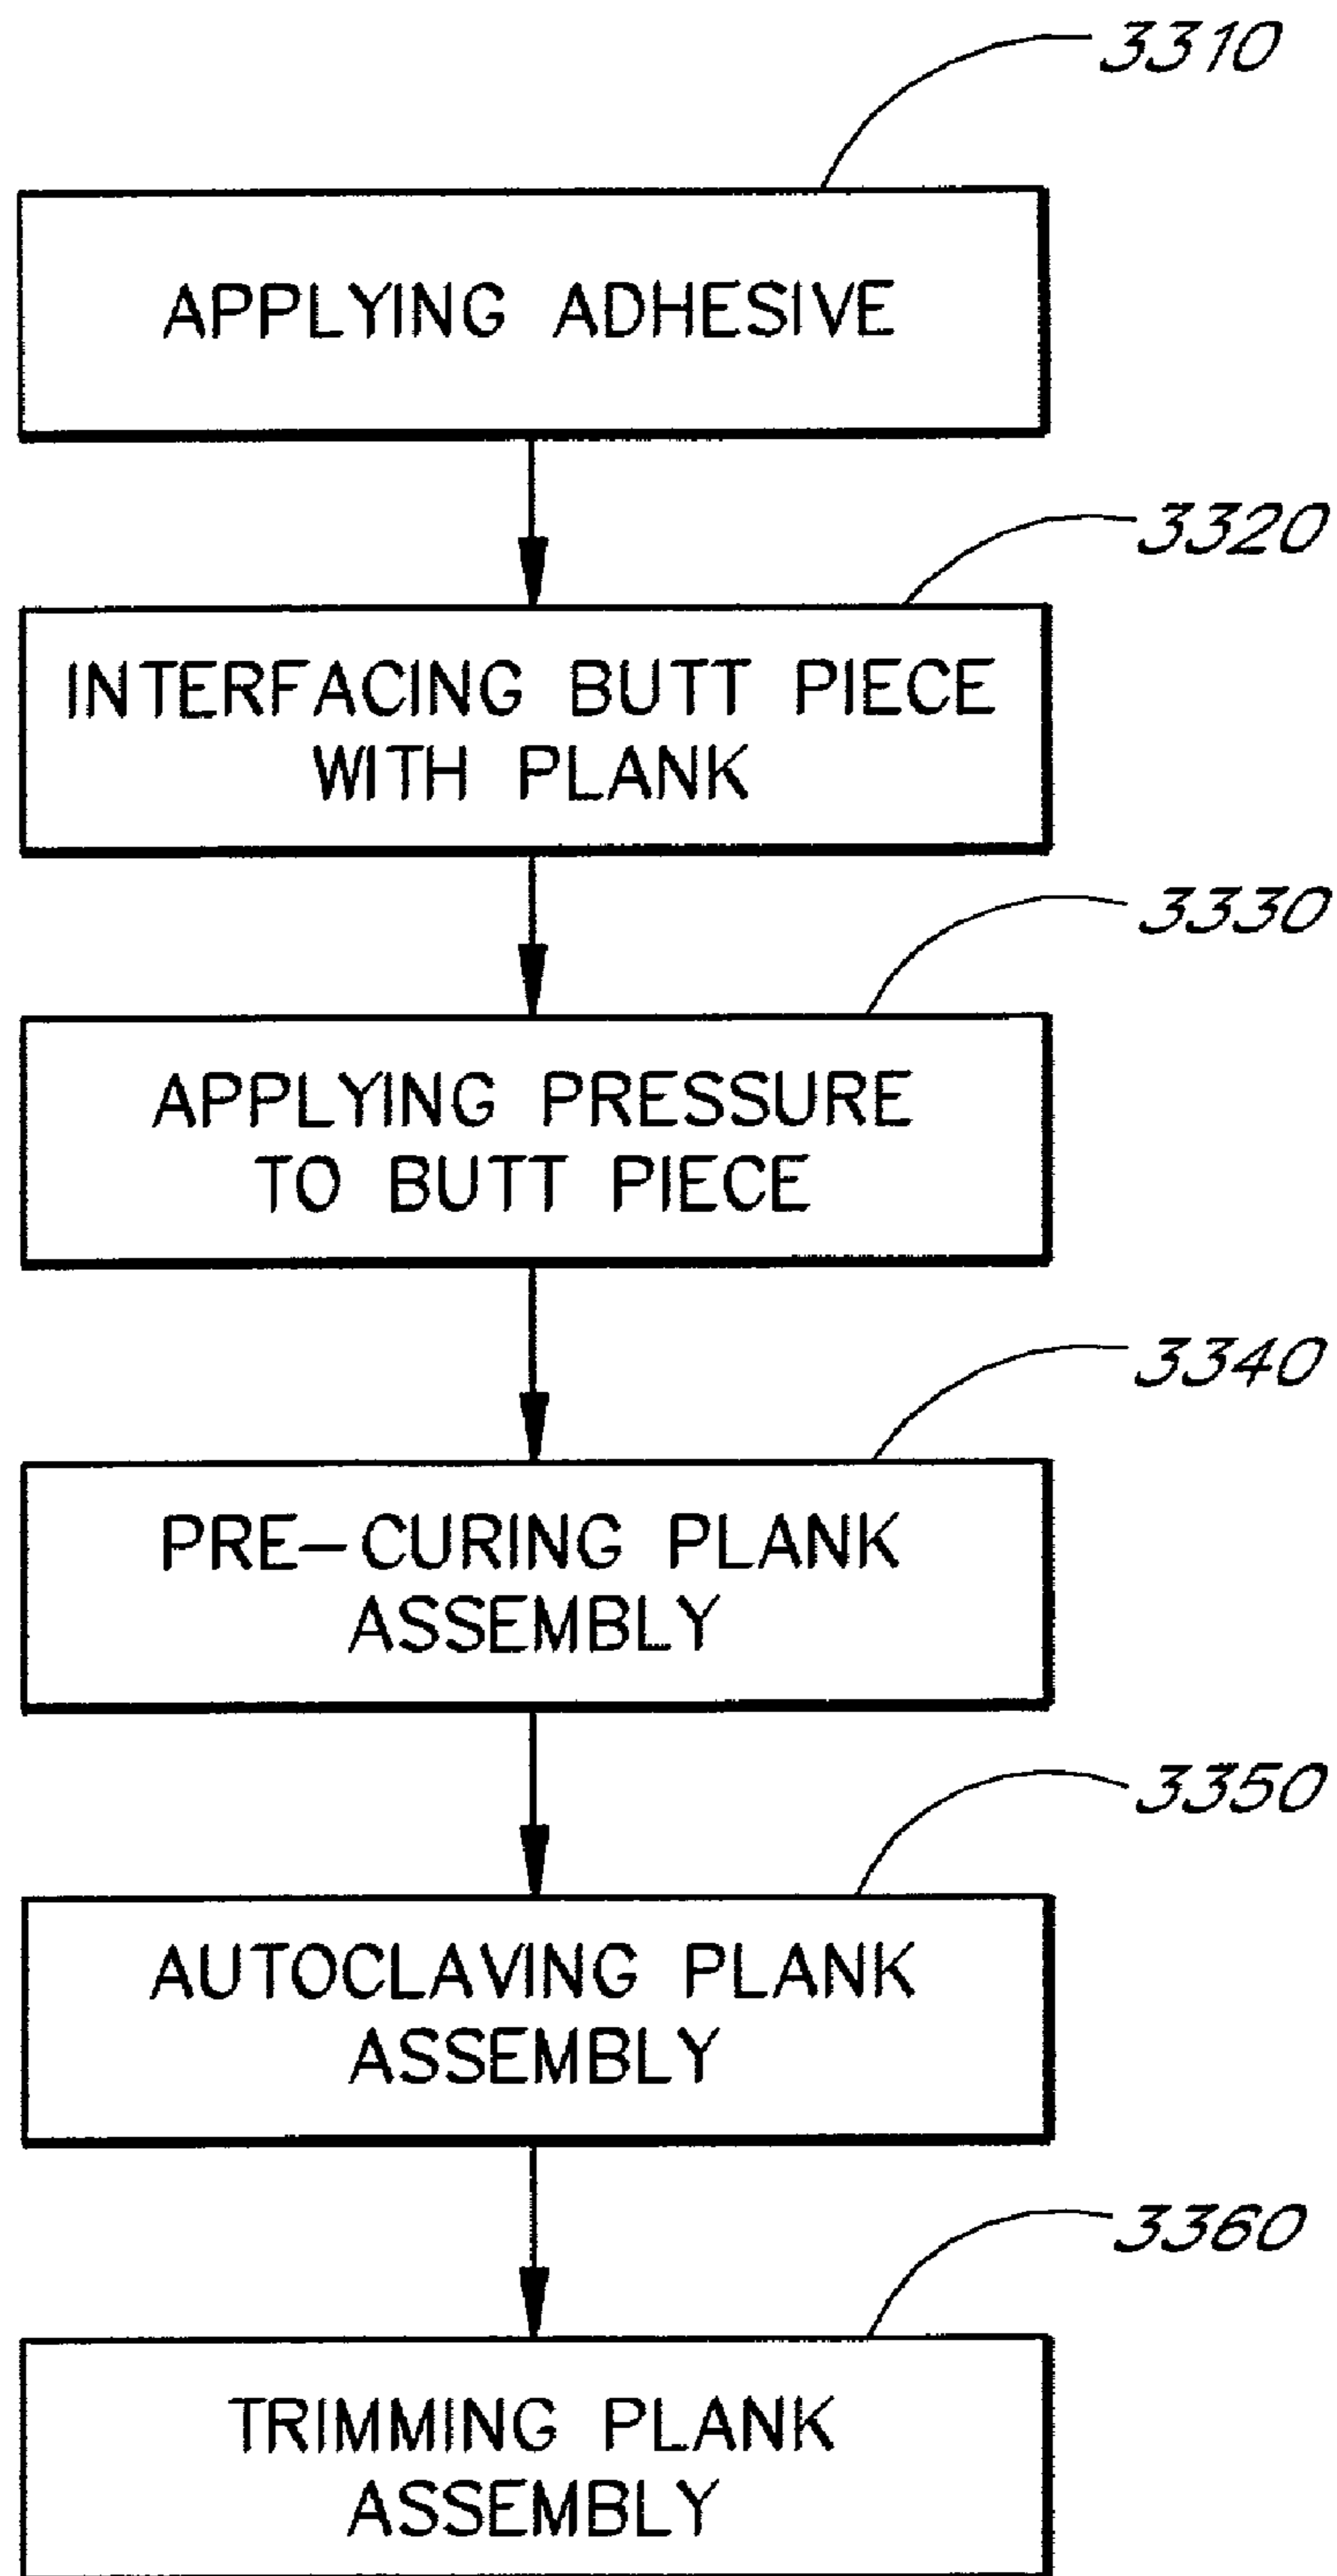 3310
APPLYING ADHESIVE
3320
INTERFACING BUTT PIECE
WITH PLANK
3330
APPLYING PRESSURE
TO BUTT PIECE
3340
PRE-CURING PLANK
ASSEMBLY
3350
AUTOCLAVING PLANK
ASSEMBLY
3360
TRIMMING PLANK
ASSEMBLY